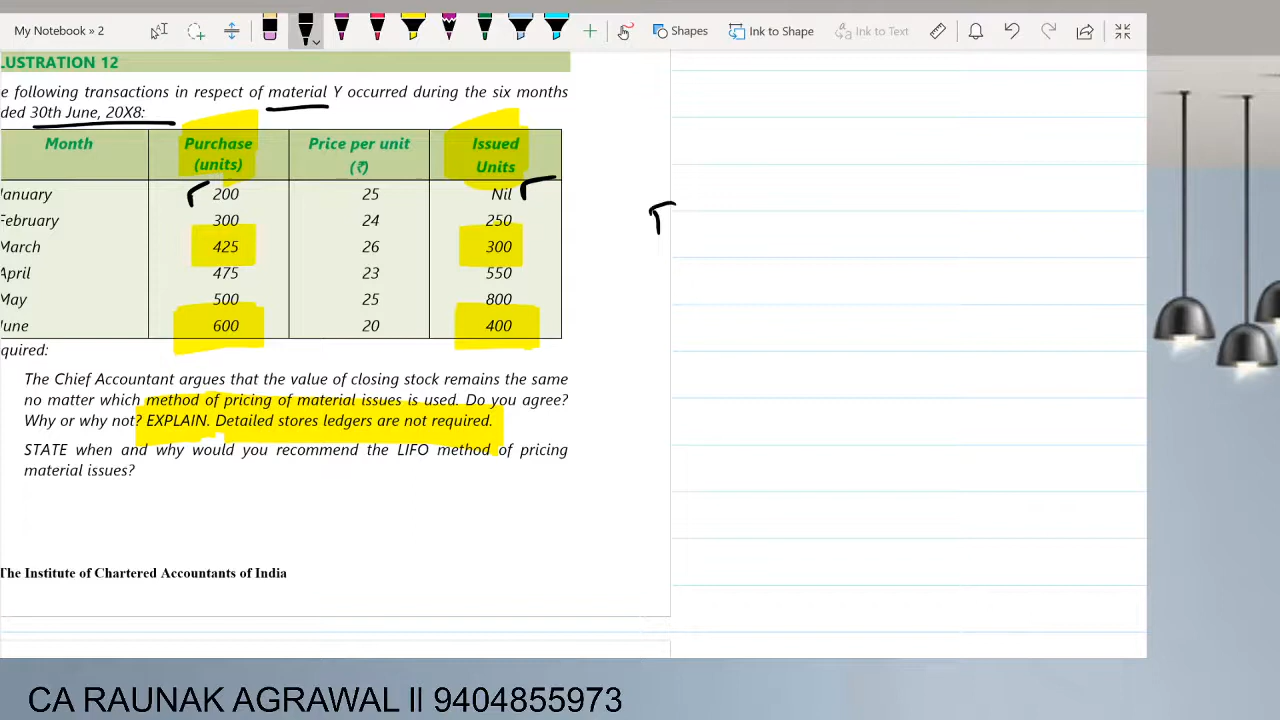 My Notebook » 2
Shapes
Ink to Shape
Ink to Text
LUSTRATION 12
e following transactions in respect of material Y occurred during the six months
ded 30th June, 20X8:
Month Purchase (units) Price per unit (₹) Issued Units
January 200 25 Nil
February 300 24 250
March 425 26 300
April 475 23 550
May 500 25 800
June 600 20 400
quired:
The Chief Accountant argues that the value of closing stock remains the same
no matter which method of pricing of material issues is used. Do you agree?
Why or why not? EXPLAIN. Detailed stores ledgers are not required.
STATE when and why would you recommend the LIFO method of pricing
material issues?
The Institute of Chartered Accountants of India
CA RAUNAK AGRAWAL II 9404855973